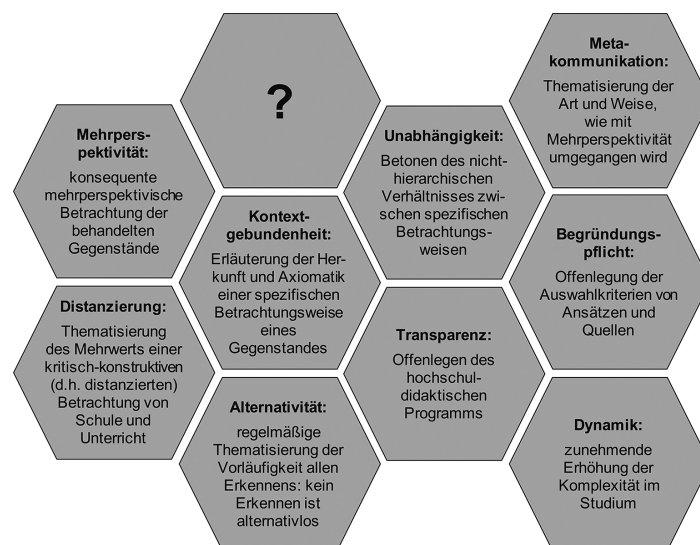 ?
Meta-
kommunikation:
Thematisierung der
Art und Weise,
wie mit
Mehrperspektivität
umgegangen wird
Mehrpers-
pektivität:
konsequente
mehrperspektivische
Betrachtung der
behandelten
Gegenstände
Unabhängigkeit:
Betonen des nicht-
hierarchischen
Verhältnisses zwi-
schen spezifischen
Betrachtungs-
weisen
Kontext-
gebundenheit:
Erläuterung der Her-
kunft und Axiomatik
einer spezifischen
Betrachtungsweise
eines
Gegenstandes
Begründungs-
pflicht:
Offenlegung der
Auswahlkriterien von
Ansätzen und
Quellen
Distanzierung:
Thematisierung
des Mehrwerts einer
kritisch-konstruktiven
(d.h. distanzierten)
Betrachtung von
Schule und
Unterricht
Transparenz:
Offenlegen des
hochschul-
didaktischen
Programms
Alternativität:
regelmäßige
Thematisierung der
Vorläufigkeit allen
Erkennens: kein
Erkennen ist
alternativlos
Dynamik:
zunehmende
Erhöhung der
Komplexität im
Studium